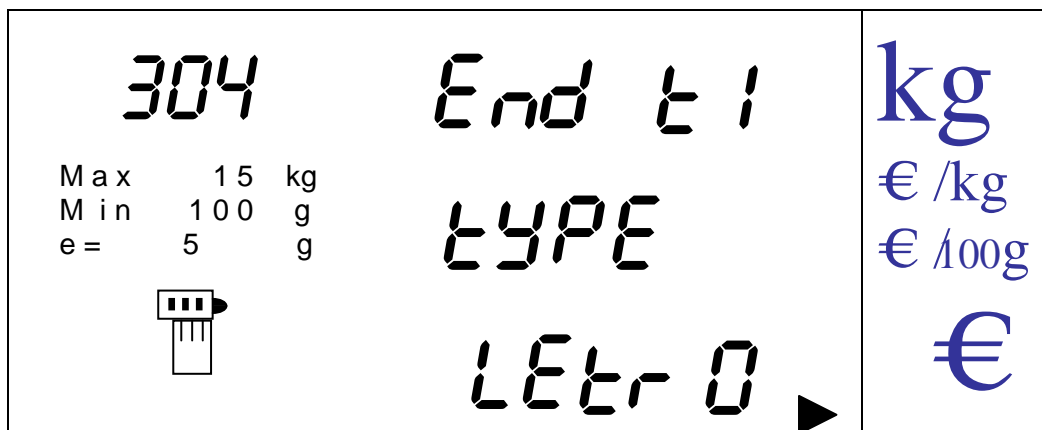 304
End t1
Max 15 kg
Min 100 g
e= 5 g
tYPE
LEtr 0
kg
€ /kg
€ /100g
€